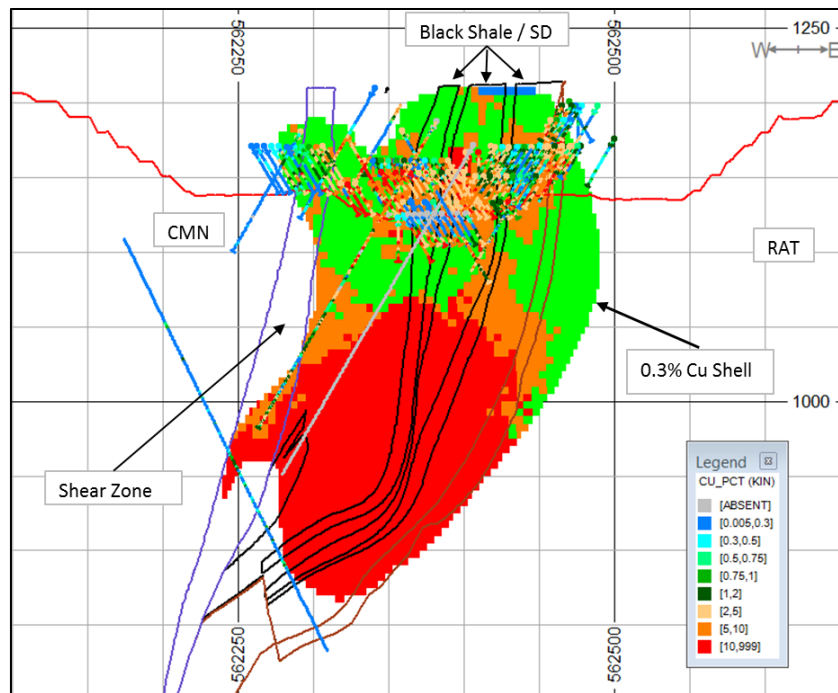 562250
562500
1250
Black Shale / SD
W
E
CMN
RAT
0.3% Cu Shell
1000
Shear Zone
Legend
CU_PCT (KIN)
[ABSENT]
[0.005,0.3]
[0.3,0.5]
[0.5,0.75]
[0.75,1]
[1,2]
[2,5]
[5,10]
[10,999]
562250
562500